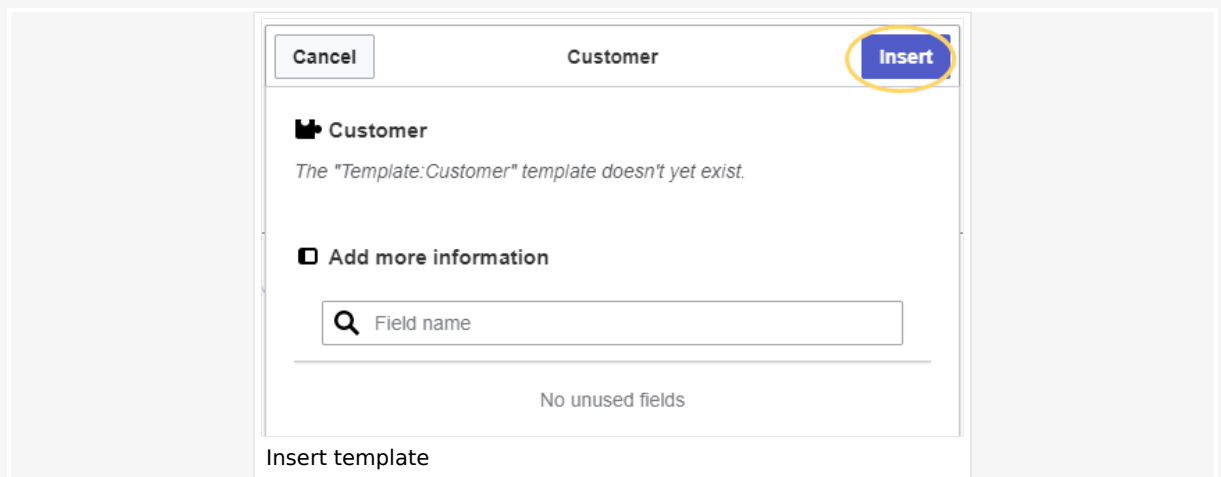 Cancel Customer Insert
Customer
The "Template:Customer" template doesn't yet exist.
Add more information
Field name
No unused fields
Insert template